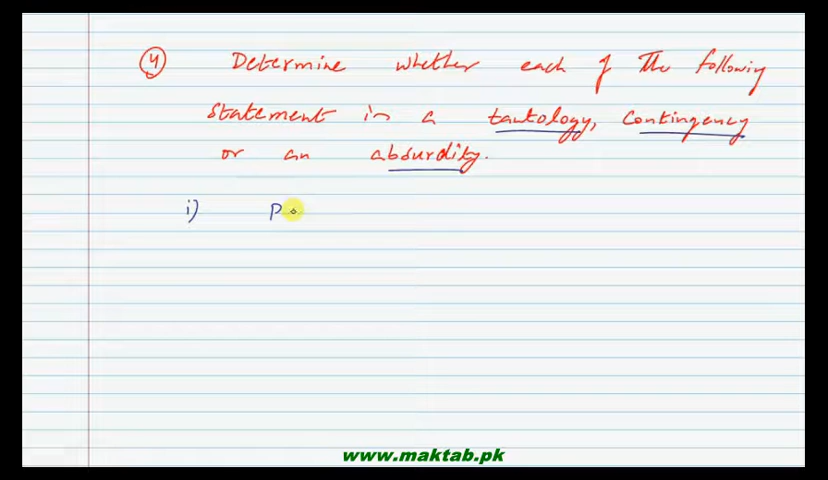 4 Determine whether each of The following
Statement is a tautology, Contingency
or an absurdity.
i) P
www.maktab.pk